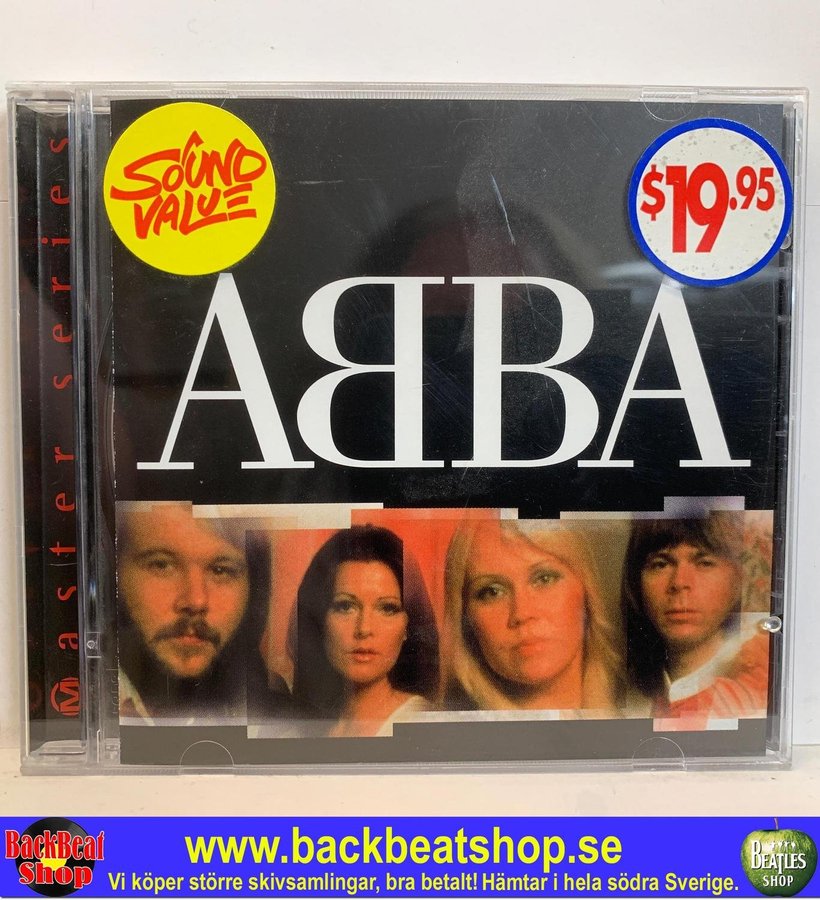 SOUND
VALUE
$19.95
ABBA
Master series
M
BackBeat
Shop
www.backbeatshop.se
Vi köper större skivsamlingar, bra betalt! Hämtar i hela södra Sverige.
BEATLES
SHOP